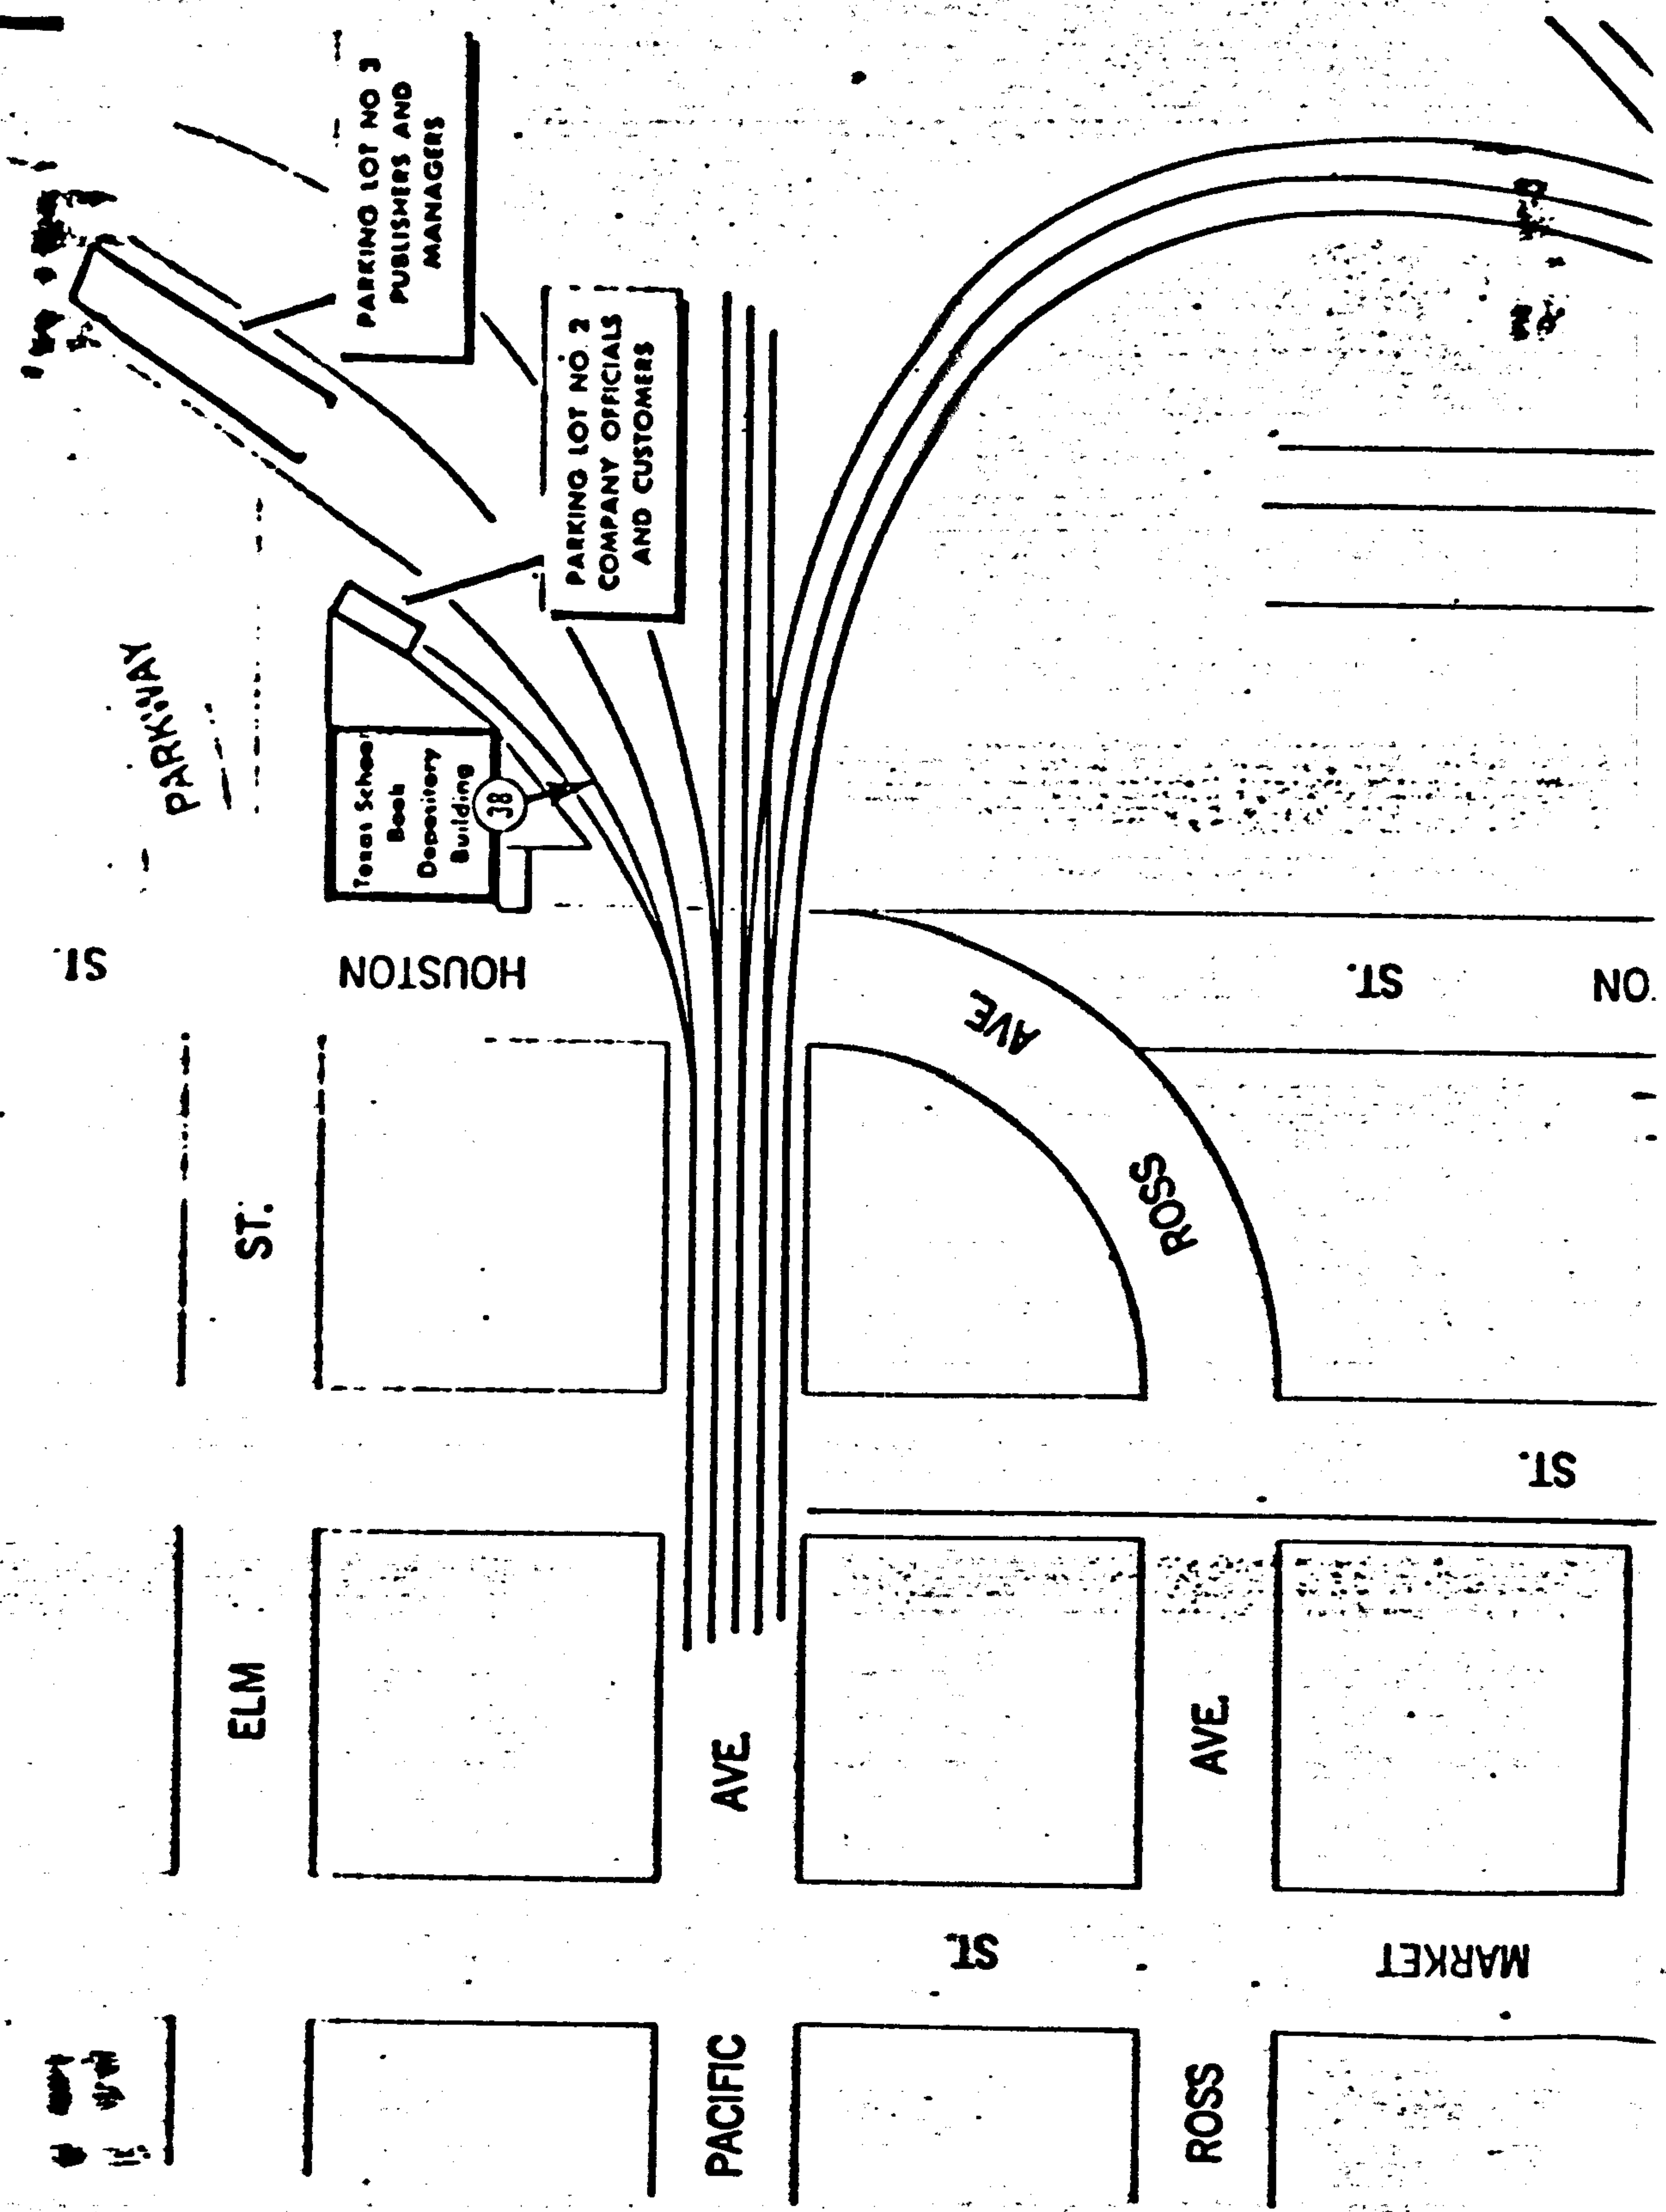 PARKING LOT NO 3
PUBLISHERS AND
MANAGERS
PARKING LOT NO. 2
COMPANY OFFICIALS
AND CUSTOMERS
PARKWAY
Texas School
Book
Depository
Building
38
ST.
HOUSTON
ST.
ON
AVE
ROSS
ST.
ST.
ELM
AVE.
AVE.
ST.
MARKET
PACIFIC
ROSS